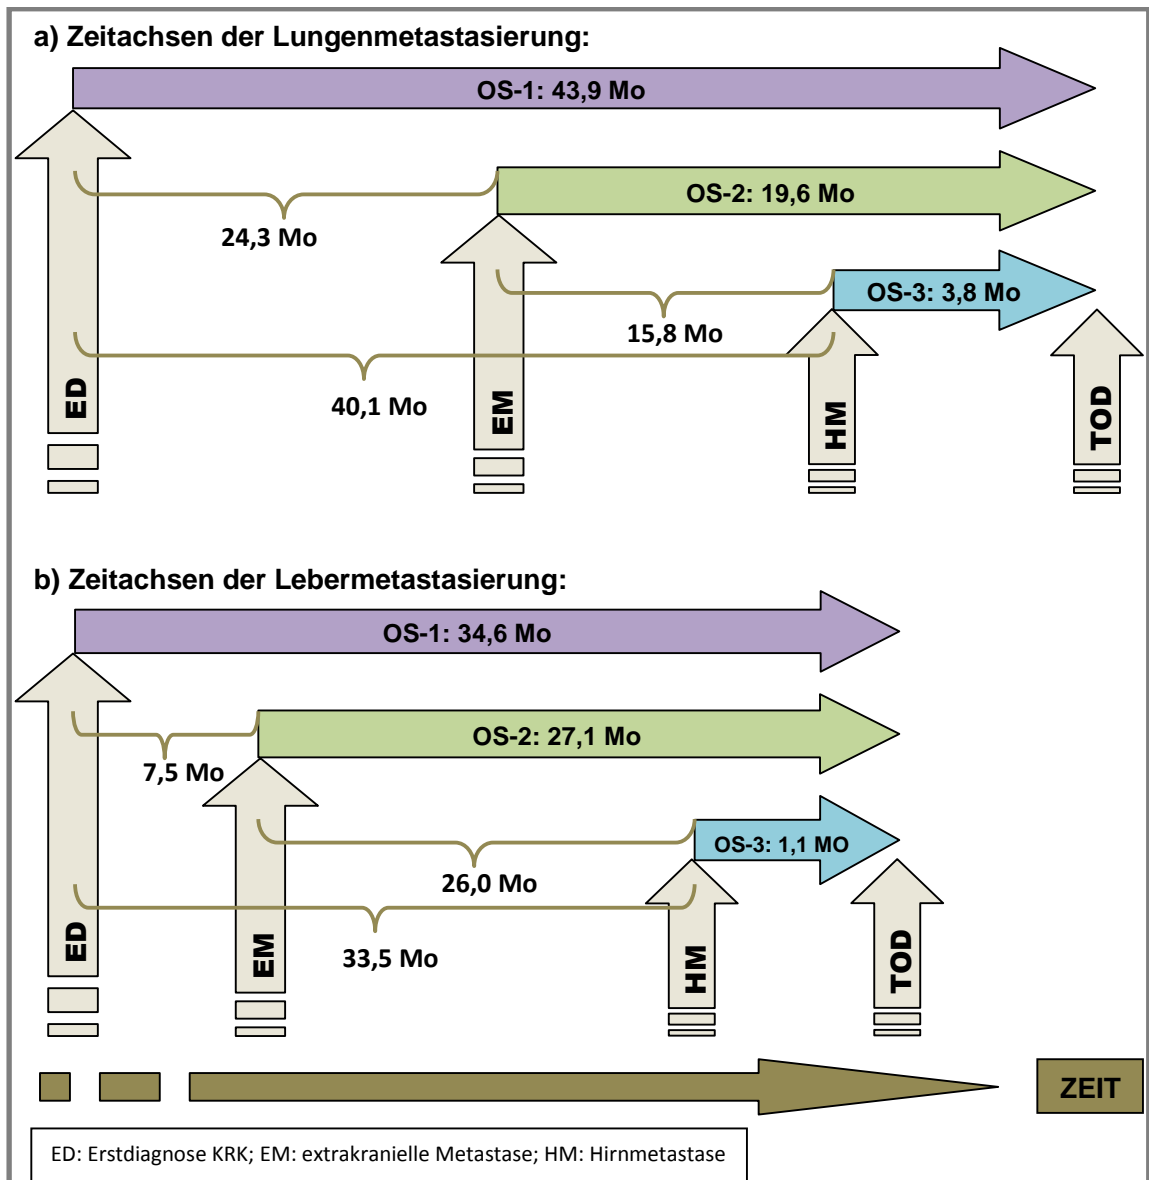 a) Zeitachsen der Lungenmetastasierung:
OS-1: 43,9 Mo
OS-2: 19,6 Mo
24,3 Mo
OS-3: 3,8 Mo
15,8 Mo
40,1 Mo
ED
EM
HM
TOD
b) Zeitachsen der Lebermetastasierung:
OS-1: 34,6 Mo
OS-2: 27,1 Mo
7,5 Mo
OS-3: 1,1 MO
26,0 Mo
33,5 Mo
ED
EM
HM
TOD
ZEIT
ED: Erstdiagnose KRK; EM: extrakranielle Metastase; HM: Hirnmetastase